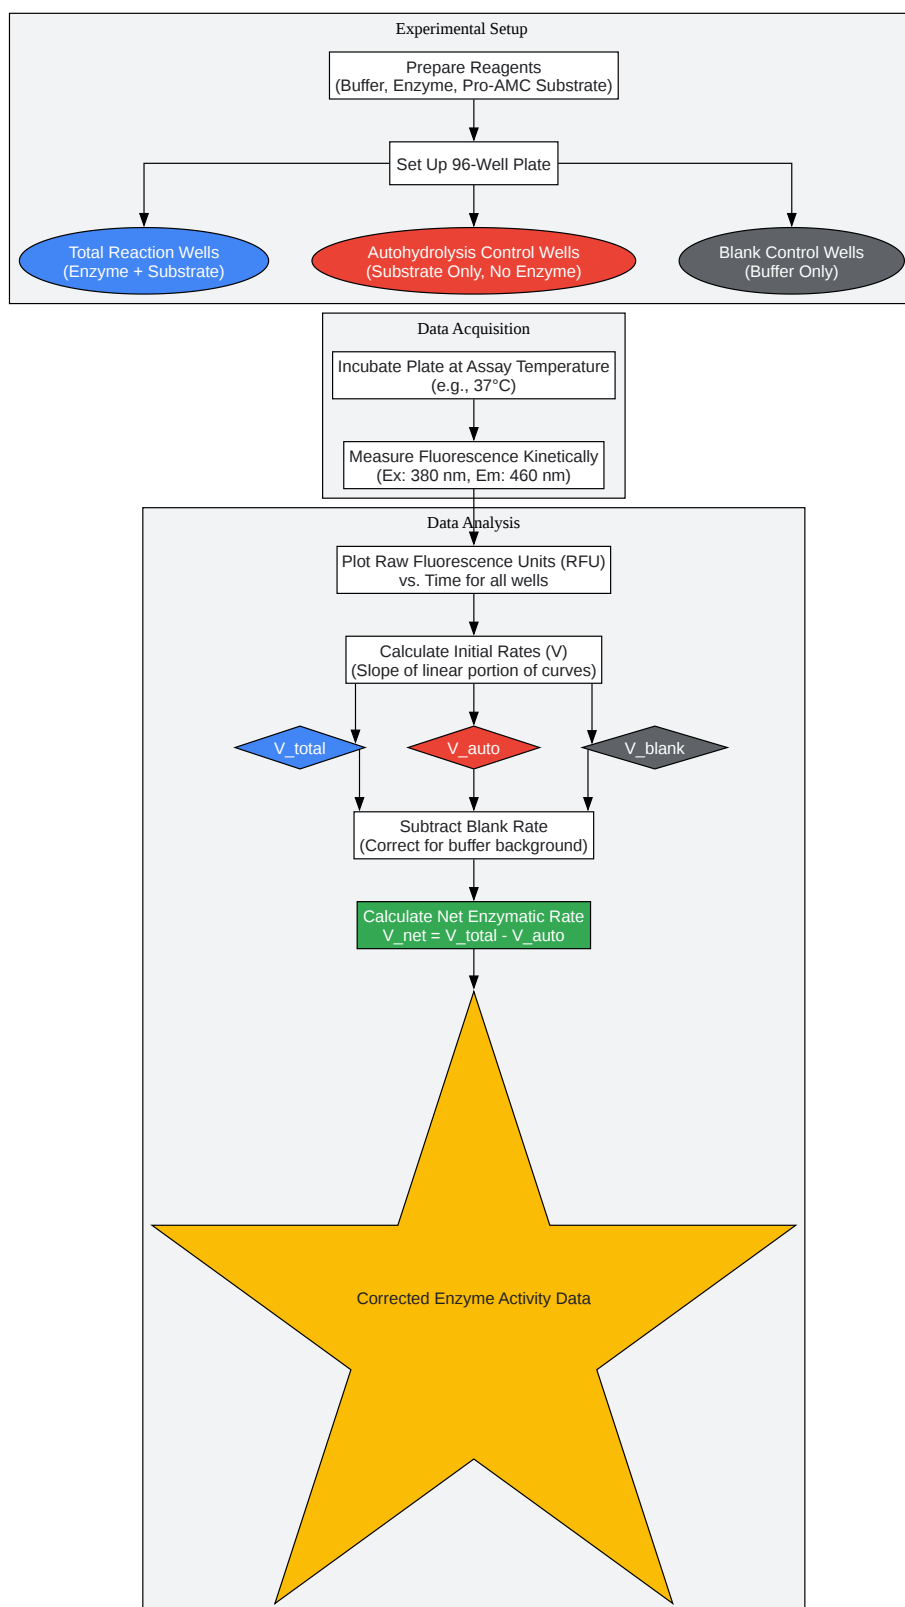 Experimental Setup
Prepare Reagents
(Buffer, Enzyme, Pro-AMC Substrate)
Set Up 96-Well Plate
Total Reaction Wells
(Enzyme + Substrate)
Autohydrolysis Control Wells
(Substrate Only, No Enzyme)
Blank Control Wells
(Buffer Only)
Data Acquisition
Incubate Plate at Assay Temperature
(e.g., 37°C)
Measure Fluorescence Kinetically
(Ex: 380 nm, Em: 460 nm)
Data Analysis
Plot Raw Fluorescence Units (RFU)
vs. Time for all wells
Calculate Initial Rates (V)
(Slope of linear portion of curves)
V_total
V_auto
V_blank
Subtract Blank Rate
(Correct for buffer background)
Calculate Net Enzymatic Rate
V_net = V_total - V_auto
Corrected Enzyme Activity Data